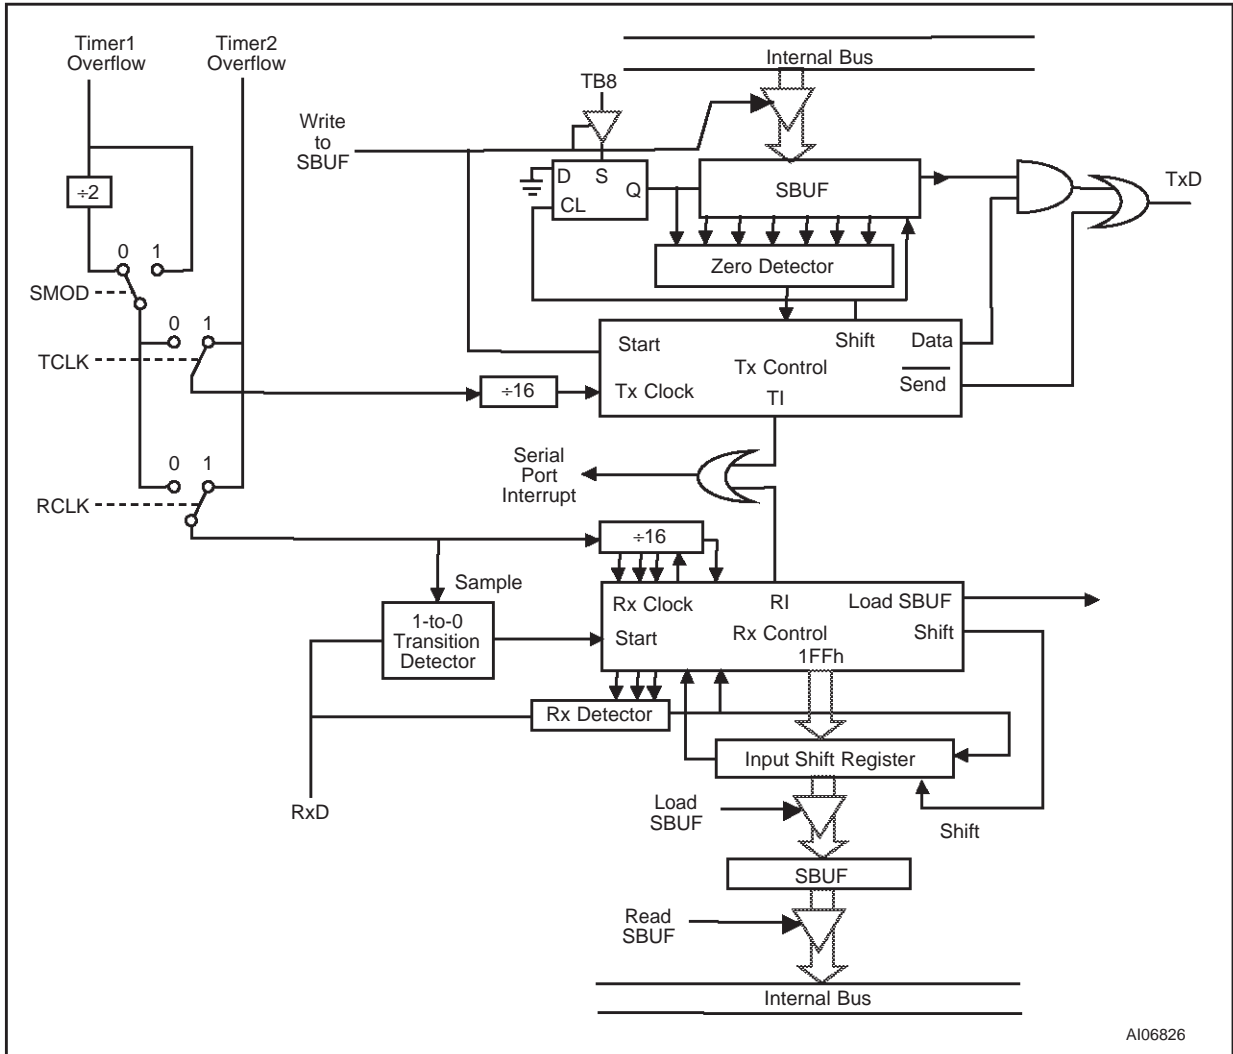 Timer1
Overflow
Timer2
Overflow
Internal Bus
TB8
Write
to
SBUF
÷2
D
S
Q
CL
SBUF
TxD
0
1
Zero Detector
SMOD
0
1
TCLK
Start
Shift
Data
Tx Control
Send
÷16
Tx Clock
TI
Serial
Port
Interrupt
0
1
RCLK
÷16
Sample
Rx Clock
RI
Load SBUF
1-to-0
Transition
Detector
Start
Rx Control
Shift
1FFh
Rx Detector
Input Shift Register
RxD
Load
SBUF
Shift
SBUF
Read
SBUF
Internal Bus
AI06826